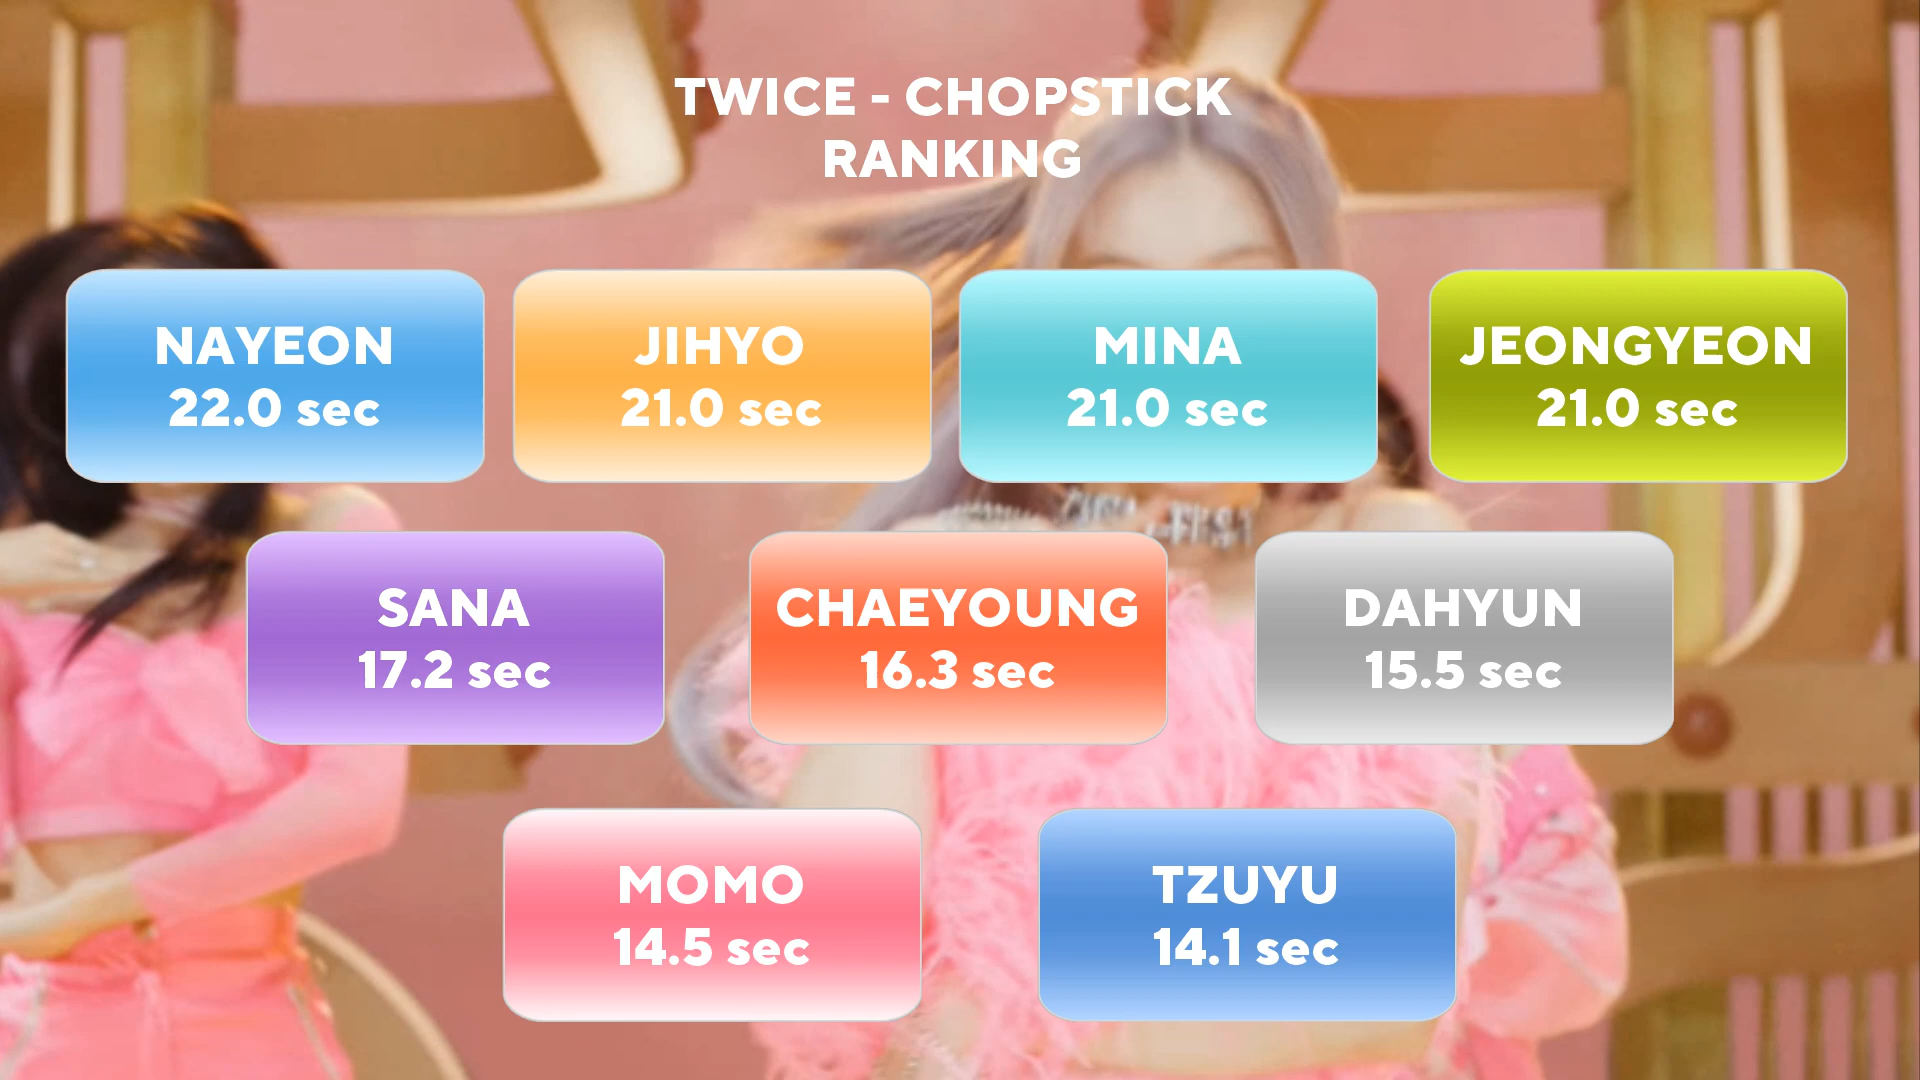 TWICE - CHOPSTICK
RANKING
NAYEON
22.0 sec
JIHYO
21.0 sec
MINA
21.0 sec
JEONGYEON
21.0 sec
SANA
17.2 sec
CHAEYOUNG
16.3 sec
DAHYUN
15.5 sec
MOMO
14.5 sec
TZUYU
14.1 sec